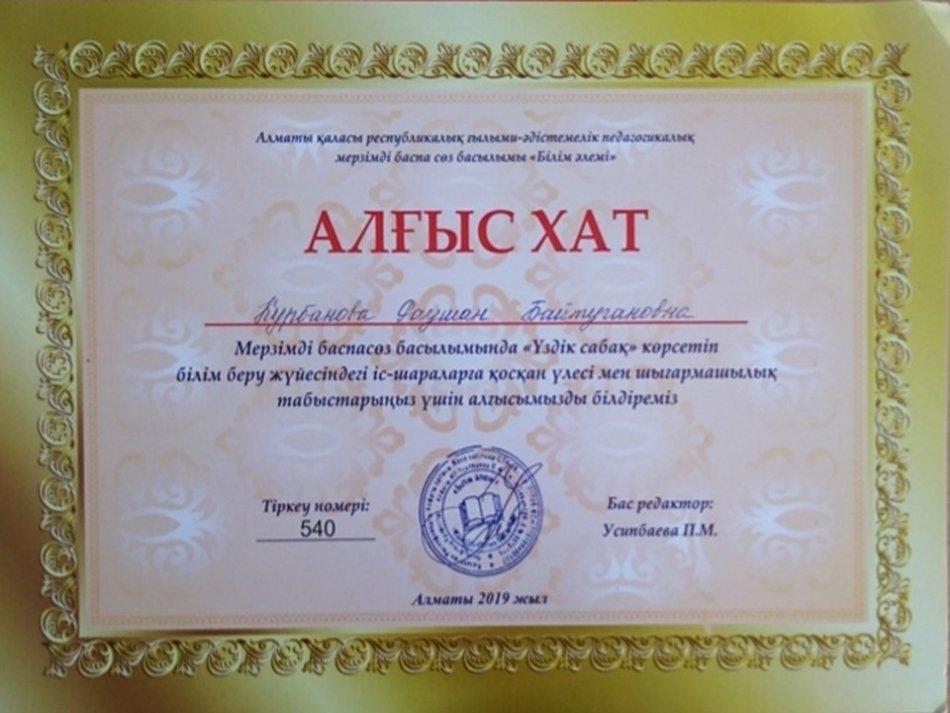 Алматы қаласы республикалық ғылыми-әдістемелік педагогикалық
мерзімді баспа сөз басылымы «Білім әлемі»
АЛҒЫС ХАТ
Курбанова Фаузмон Баймурановна
Мерзімді баспасөз басылымында «Үздік сабақ» көрсетіп
білім беру жүйесіндегі іс-шараларға қосқан үлесі мен шығармашылық
табыстарыңыз үшін алғысымызды білдіреміз
Тіркеу номері:
540
Бас редактор:
Усипбаева П.М.
Алматы 2019 жыл